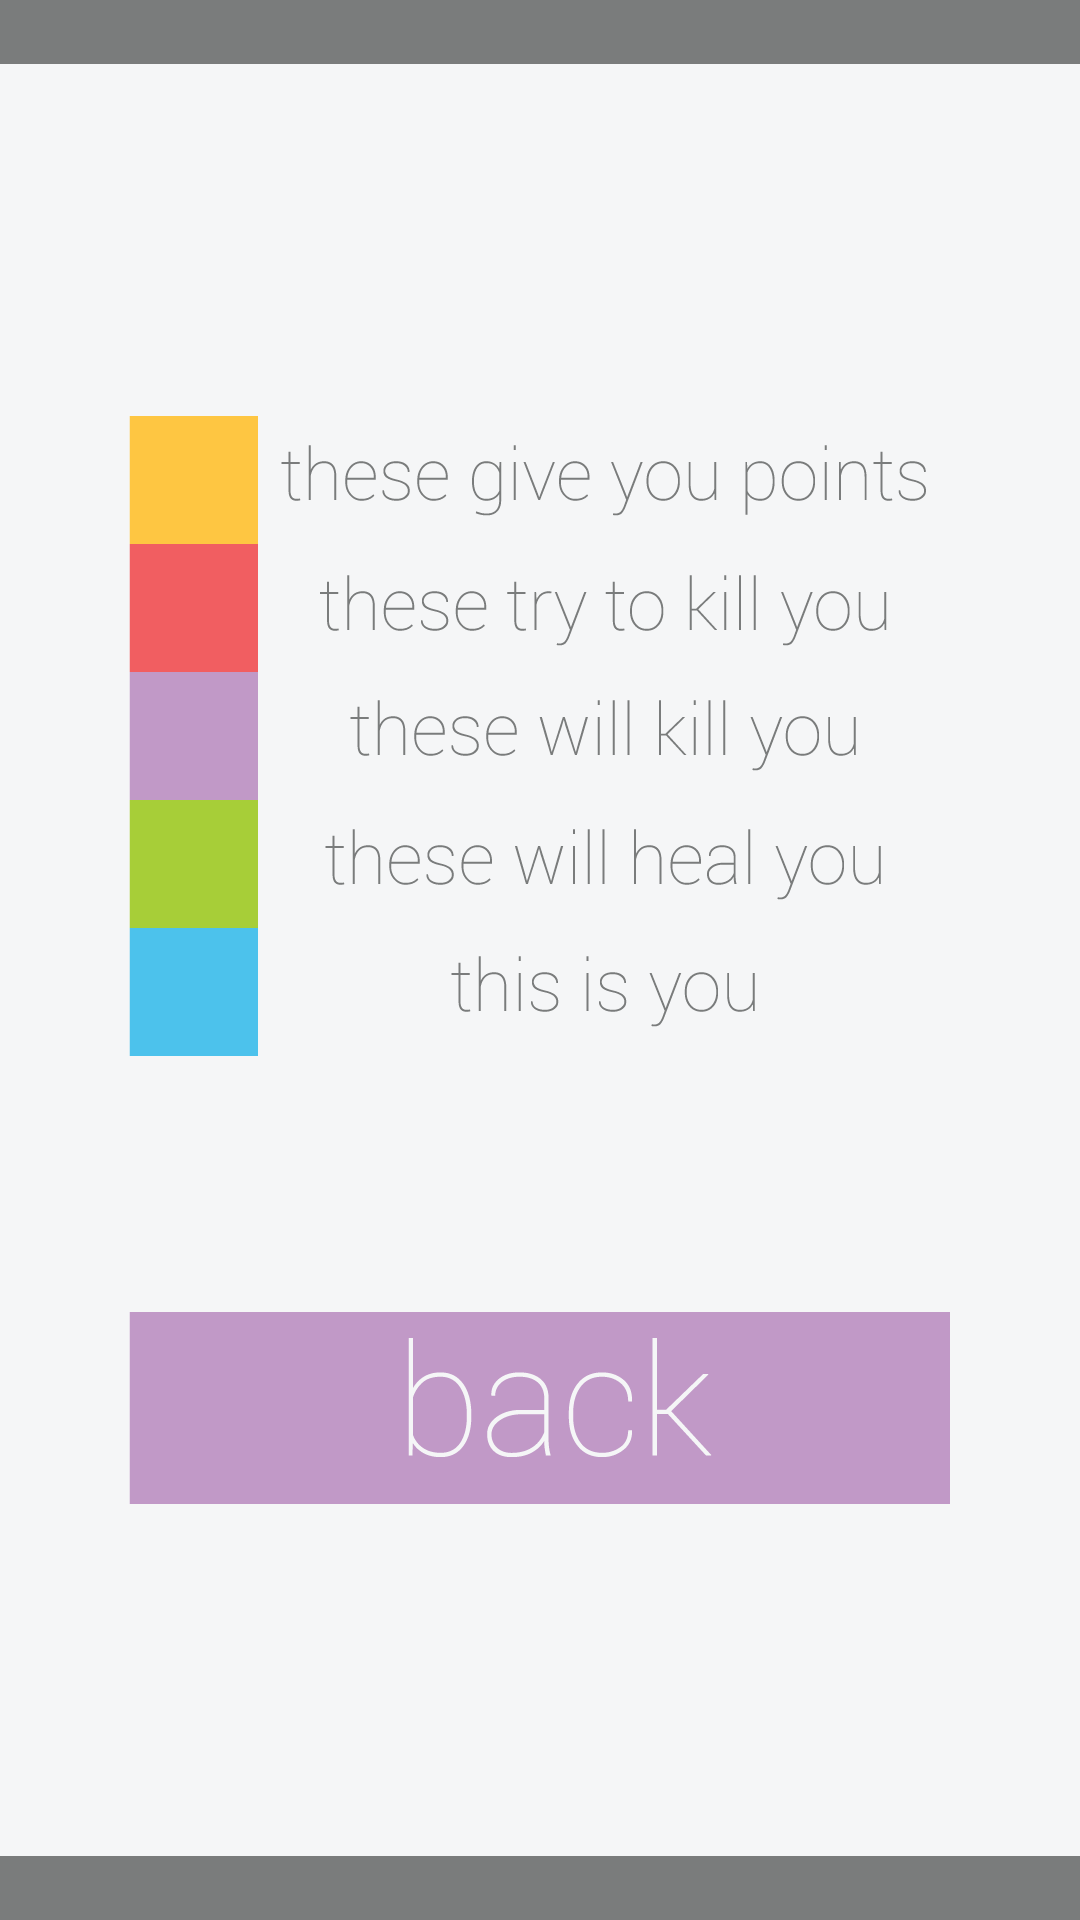 these give you points
these try to kill you
these will kill you
these will heal you
this is you
back